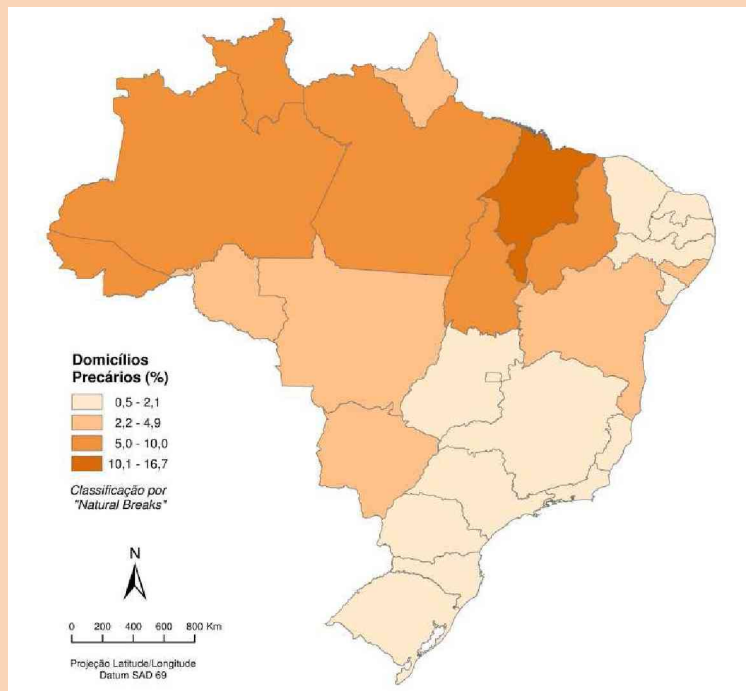 Domicílios
Precários (%)
0,5 - 2,1
2,2 - 4,9
5,0 - 10,0
10,1 - 16,7
Classificação por
"Natural Breaks"
N
0 200 400 600 800 Km
Projeção Latitude/Longitude
Datum SAD 69